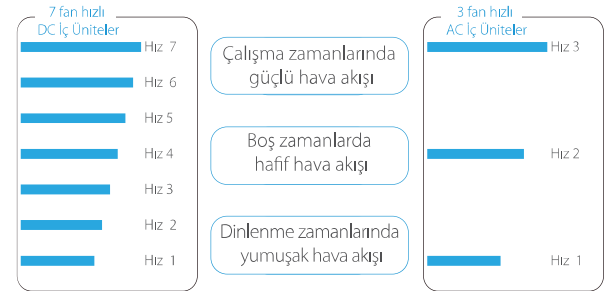 7 fan hızlı
DC İç Üniteler
Hız 7
Hız 6
Hız 5
Hız 4
Hız 3
Hız 2
Hız 1
Çalışma zamanlarında
güçlü hava akışı
Boş zamanlarda
hafif hava akışı
Dinlenme zamanlarında
yumuşak hava akışı
3 fan hızlı
AC İç Üniteler
Hız 3
Hız 2
Hız 1